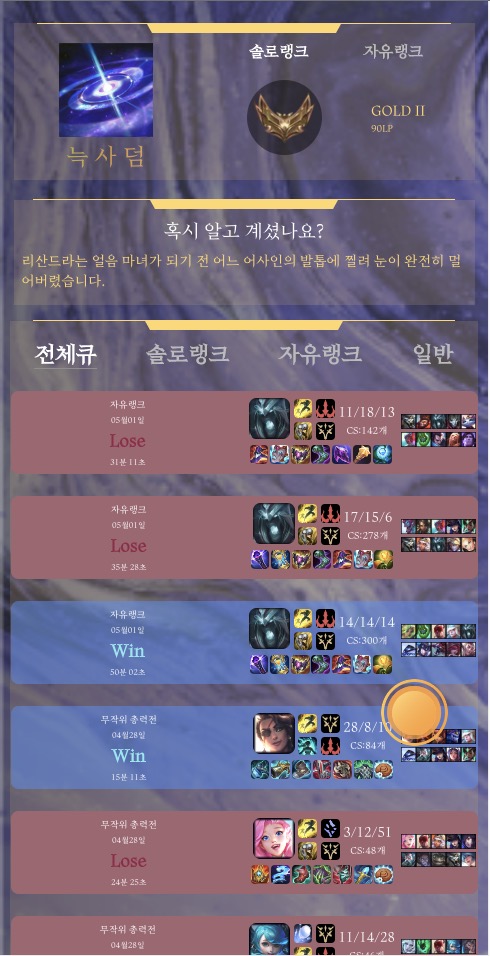 솔로랭크
자유랭크
GOLD II
90LP
늑 사 덤
혹시 알고 계셨나요?
리산드라는 얼음 마녀가 되기 전 어느 어사인의 발톱에 찔려 눈이 완전히 멀
어버렸습니다.
전체큐
솔로랭크
자유랭크
일반
자유랭크
05월01일
Lose
31분 11초
11/18/13
CS:142개
자유랭크
05월01일
Lose
35분 28초
17/15/6
CS:278개
자유랭크
05월01일
Win
50분 02초
14/14/14
CS:300개
무작위 총력전
04월28일
Win
15분 11초
28/8/10
CS:84개
무작위 총력전
04월28일
Lose
24분 25초
3/12/51
CS:48개
무작위 총력전
04월28일
11/14/28